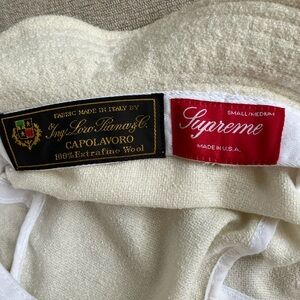 FABRIC MADE IN ITALY BY
Ing. Loro Piana & C.
CAPOLAVORO
100% Extrafine Wool
SMALL/MEDIUM
Supreme
MADE IN U.S.A.